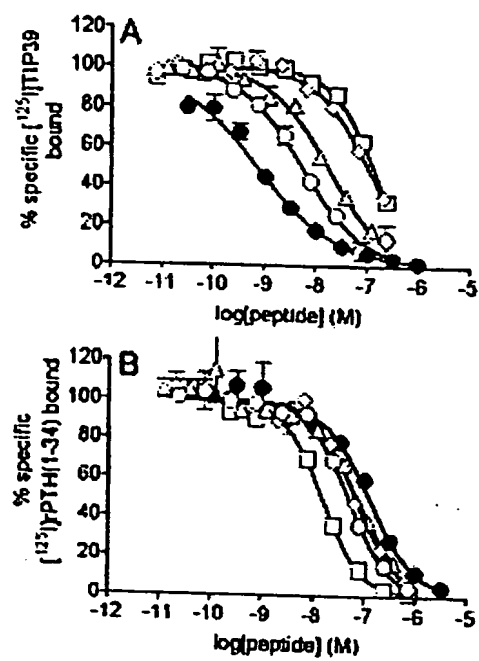 A
% specific [¹²⁵I]TIP39 bound
120
100
80
60
40
20
0
-12 -11 -10 -9 -8 -7 -6 -5
log[peptide] (M)
B
% specific
[¹²⁵I]rPTH(1-34) bound
120
100
80
60
40
20
0
-12 -11 -10 -9 -8 -7 -6 -5
log[peptide] (M)